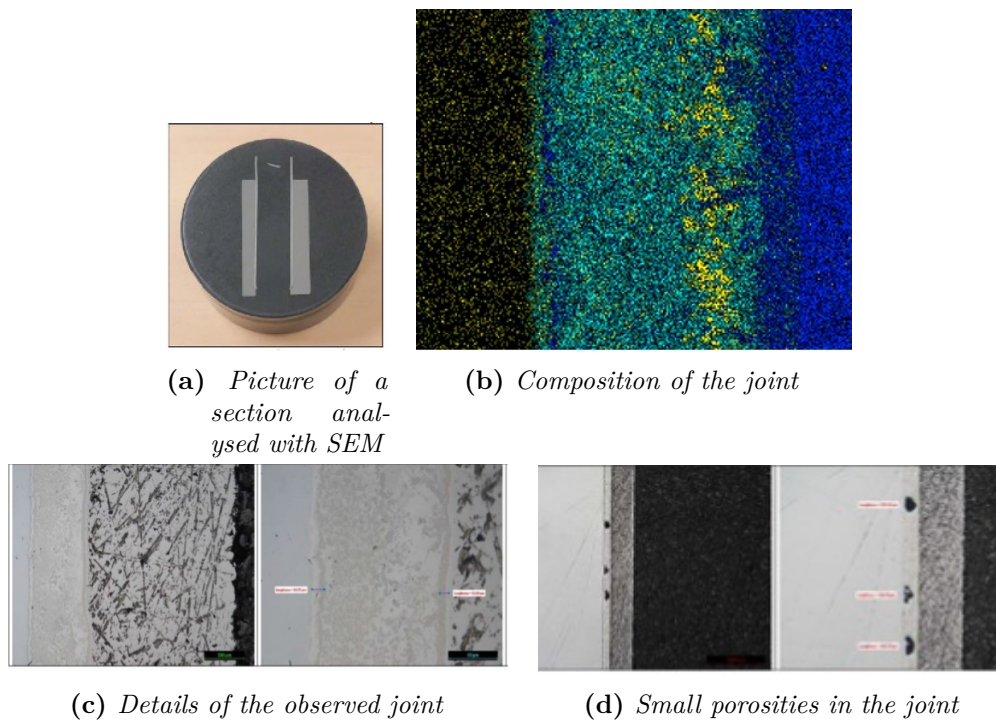 (a) Picture of a
section anal-
ysed with SEM
(b) Composition of the joint
(c) Details of the observed joint
(d) Small porosities in the joint